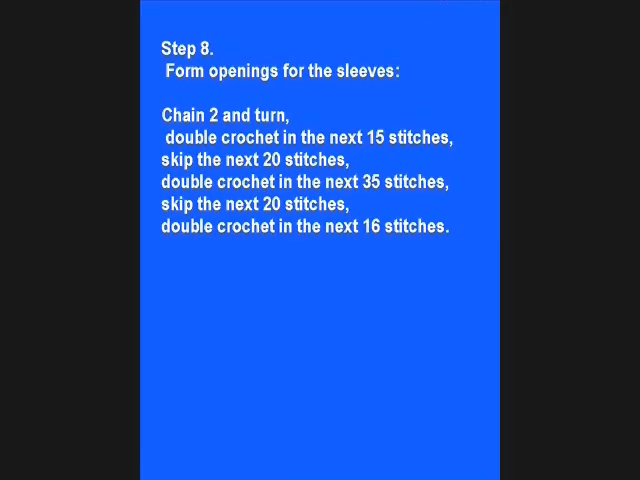 Step 8.
Form openings for the sleeves:
Chain 2 and turn,
double crochet in the next 15 stitches,
skip the next 20 stitches,
double crochet in the next 35 stitches,
skip the next 20 stitches,
double crochet in the next 16 stitches.